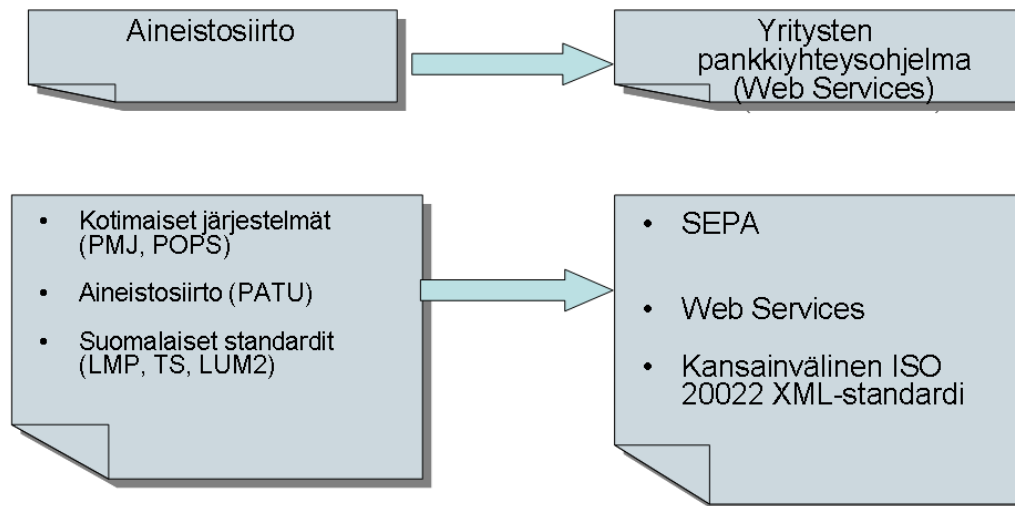 Aineistosiirto
Yritysten
pankkiyhteysohjelma
(Web Services)
• Kotimaiset järjestelmät
(PMJ, POPS)
• Aineistosiirto (PATU)
• Suomalaiset standardit
(LMP, TS, LUM2)
• SEPA
• Web Services
• Kansainvälinen ISO
20022 XML-standardi